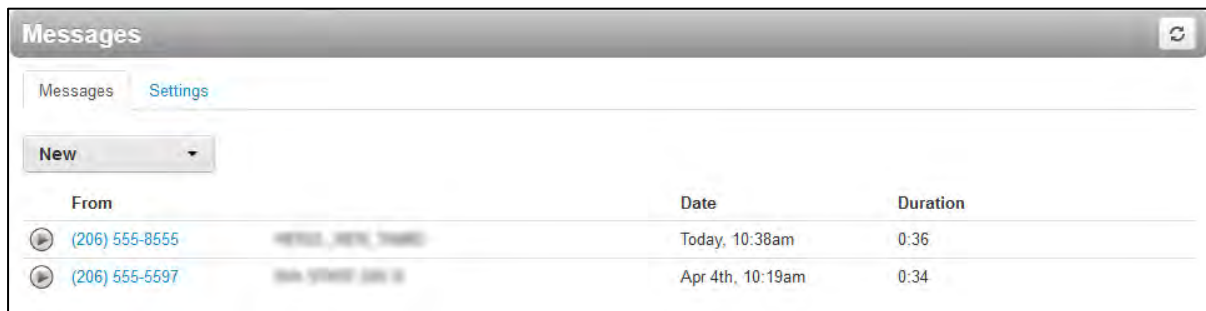 Messages
Messages Settings
New
From Date Duration
(206) 555-8555 Today, 10:38am 0:36
(206) 555-5597 Apr 4th, 10:19am 0:34